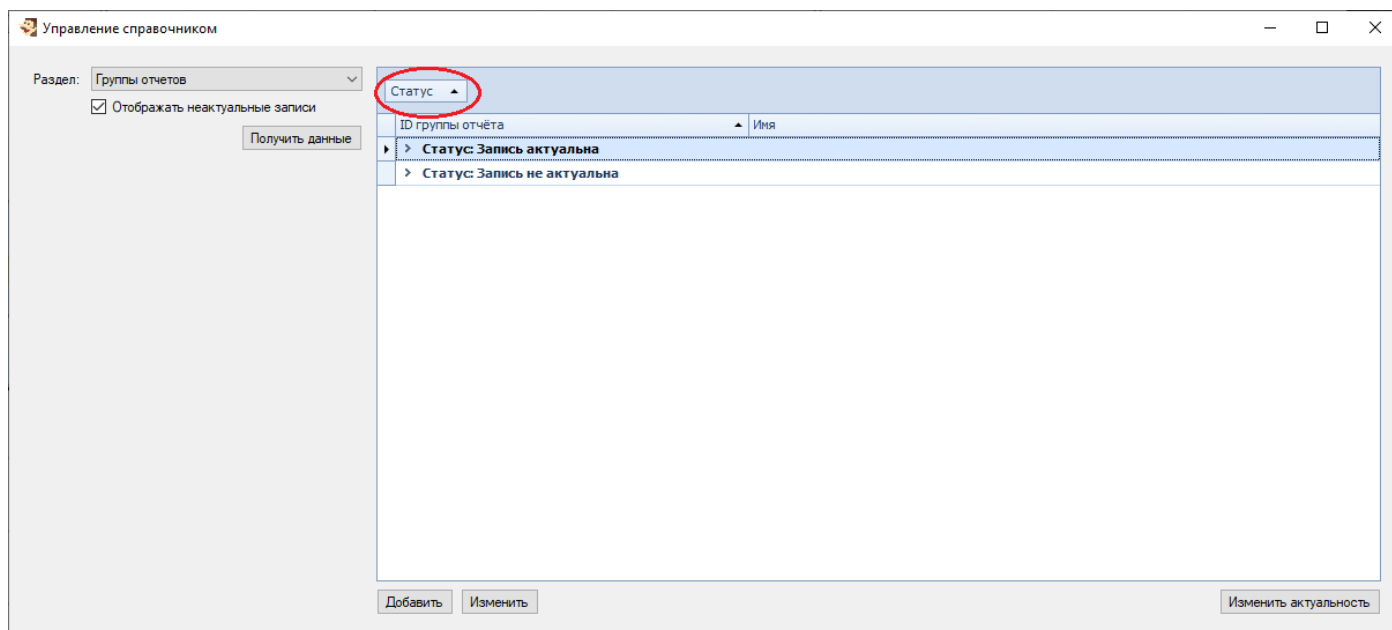 Управление справочником
Раздел: Группы отчетов
Отображать неактуальные записи
Получить данные
Статус
ID группы отчёта Имя
Статус: Запись актуальна
Статус: Запись не актуальна
Добавить Изменить Изменить актуальность